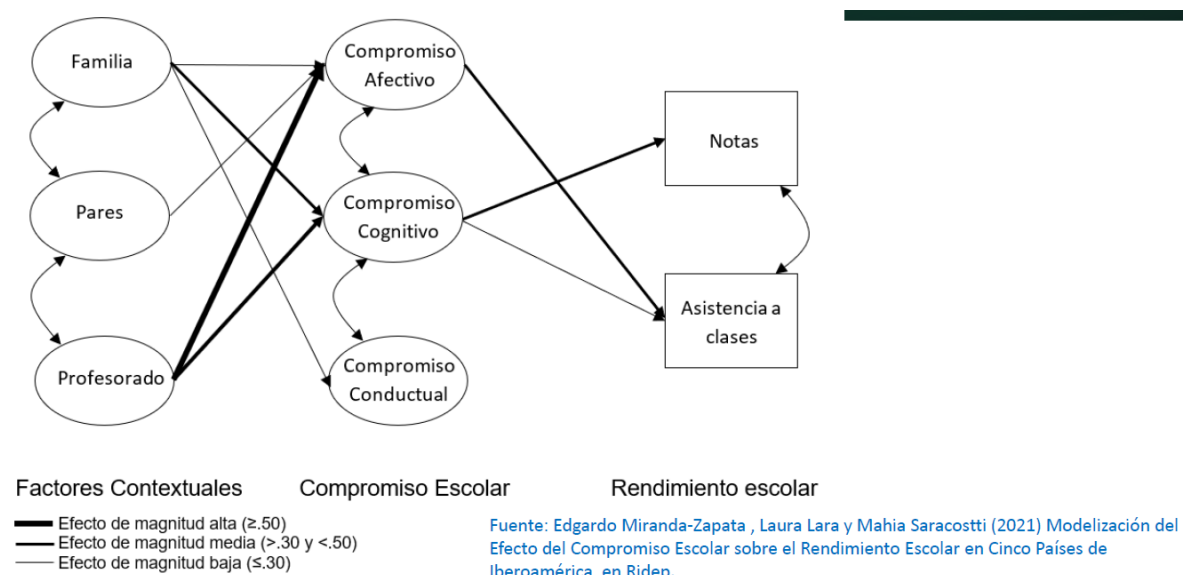 Familia
Compromiso
Afectivo
Notas
Pares
Compromiso
Cognitivo
Asistencia a
clases
Profesorado
Compromiso
Conductual
Factores Contextuales
Compromiso Escolar
Rendimiento escolar
Efecto de magnitud alta (≥.50)
Efecto de magnitud media (>.30 y <.50)
Efecto de magnitud baja (≤.30)
Fuente: Edgardo Miranda-Zapata , Laura Lara y Mahia Saracostti (2021) Modelización del
Efecto del Compromiso Escolar sobre el Rendimiento Escolar en Cinco Países de
Iberoamérica, en Riden.